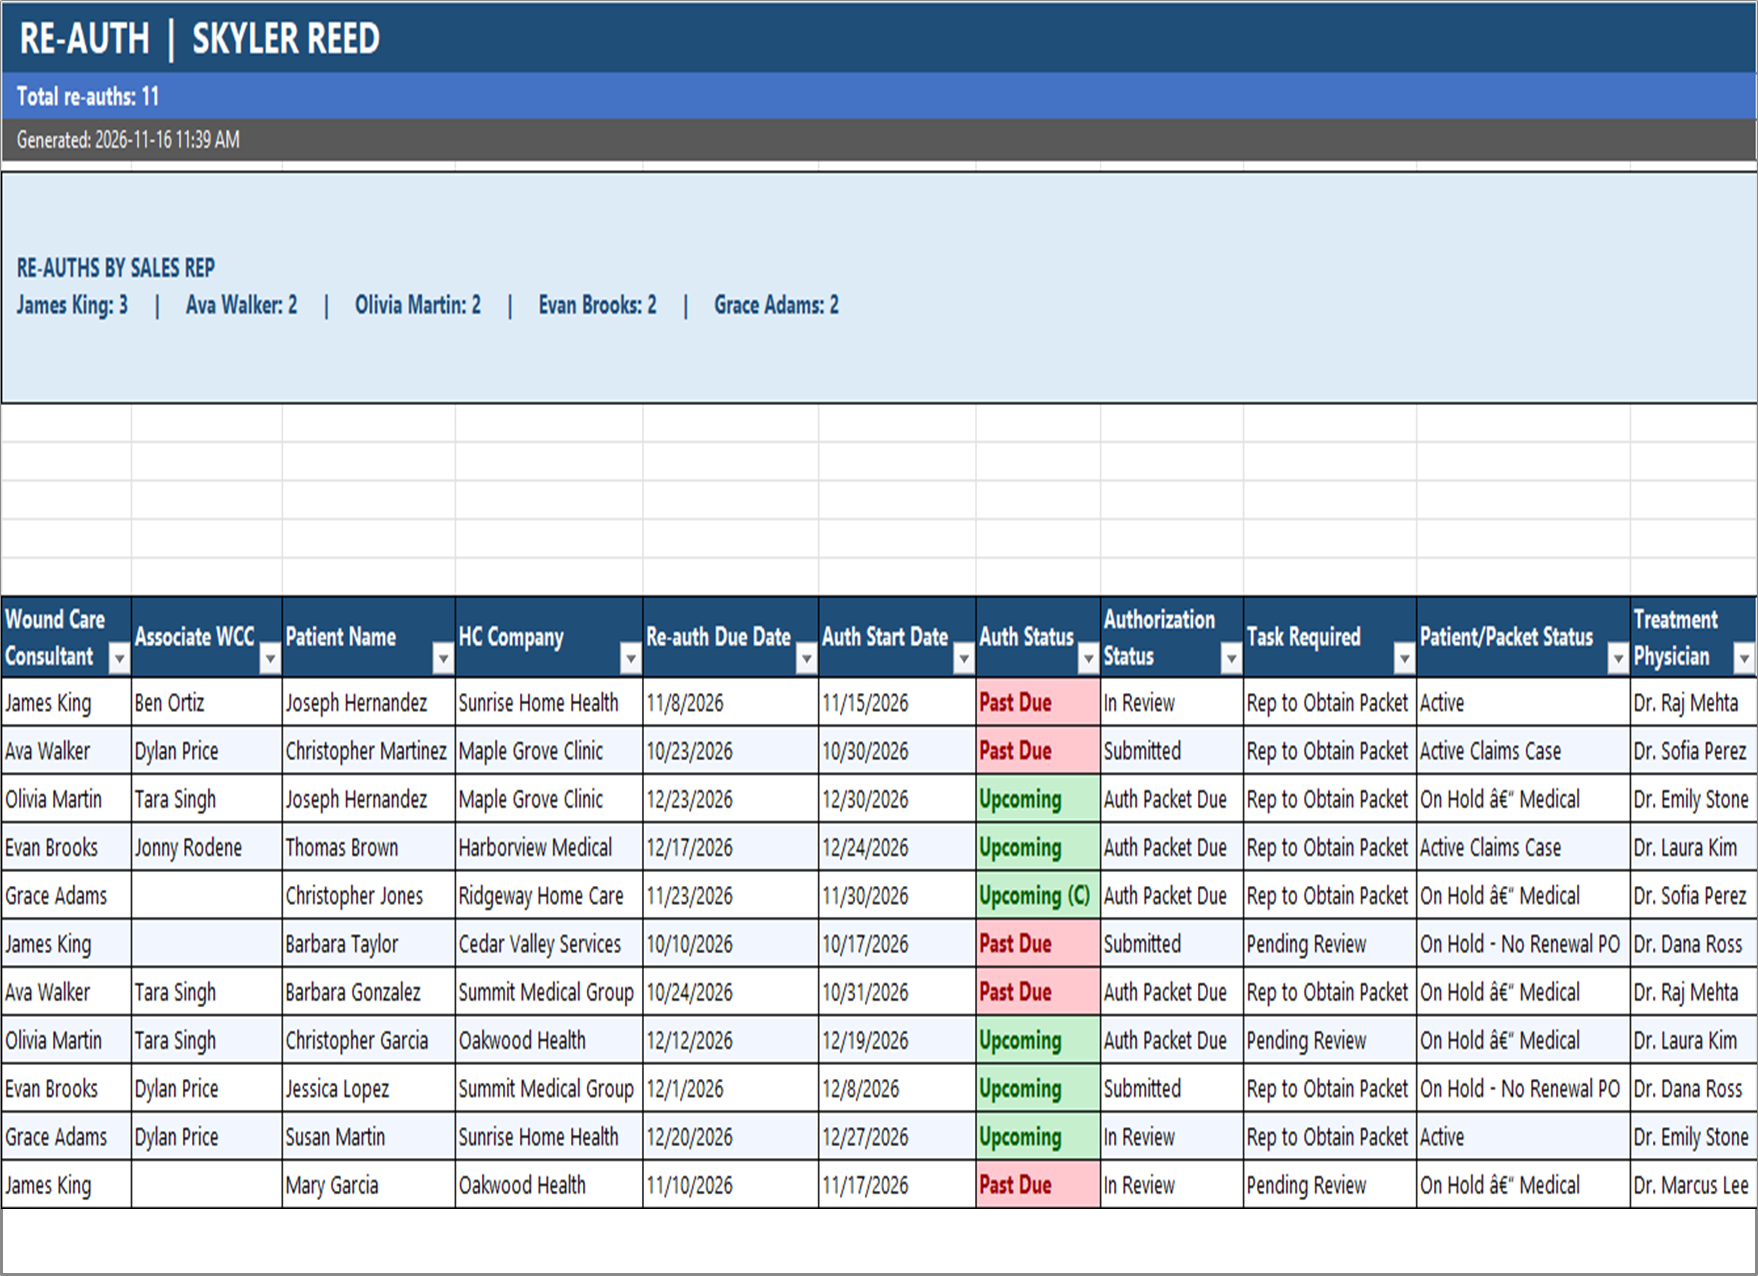 RE-AUTH | SKYLER REED
Total re-auths: 11
Generated: 2026-11-16 11:39 AM
RE-AUTHS BY SALES REP
James King: 3 | Ava Walker: 2 | Olivia Martin: 2 | Evan Brooks: 2 | Grace Adams: 2
Wound Care Consultant Associate WCC Patient Name HC Company Re-auth Due Date Auth Start Date Auth Status Authorization Status Task Required Patient/Packet Status Treatment Physician
James King Ben Ortiz Joseph Hernandez Sunrise Home Health 11/8/2026 11/15/2026 Past Due In Review Rep to Obtain Packet Active Dr. Raj Mehta
Ava Walker Dylan Price Christopher Martinez Maple Grove Clinic 10/23/2026 10/30/2026 Past Due Submitted Rep to Obtain Packet Active Claims Case Dr. Sofia Perez
Olivia Martin Tara Singh Joseph Hernandez Maple Grove Clinic 12/23/2026 12/30/2026 Upcoming Auth Packet Due Rep to Obtain Packet On Hold â€“ Medical Dr. Emily Stone
Evan Brooks Jonny Rodene Thomas Brown Harborview Medical 12/17/2026 12/24/2026 Upcoming Auth Packet Due Rep to Obtain Packet Active Claims Case Dr. Laura Kim
Grace Adams Christopher Jones Ridgeway Home Care 11/23/2026 11/30/2026 Upcoming (C) Auth Packet Due Rep to Obtain Packet On Hold â€“ Medical Dr. Sofia Perez
James King Barbara Taylor Cedar Valley Services 10/10/2026 10/17/2026 Past Due Submitted Pending Review On Hold - No Renewal PO Dr. Dana Ross
Ava Walker Tara Singh Barbara Gonzalez Summit Medical Group 10/24/2026 10/31/2026 Past Due Auth Packet Due Rep to Obtain Packet On Hold â€“ Medical Dr. Raj Mehta
Olivia Martin Tara Singh Christopher Garcia Oakwood Health 12/12/2026 12/19/2026 Upcoming Auth Packet Due Pending Review On Hold â€“ Medical Dr. Laura Kim
Evan Brooks Dylan Price Jessica Lopez Summit Medical Group 12/1/2026 12/8/2026 Upcoming Submitted Rep to Obtain Packet On Hold - No Renewal PO Dr. Dana Ross
Grace Adams Dylan Price Susan Martin Sunrise Home Health 12/20/2026 12/27/2026 Upcoming In Review Rep to Obtain Packet Active Dr. Emily Stone
James King Mary Garcia Oakwood Health 11/10/2026 11/17/2026 Past Due In Review Pending Review On Hold â€“ Medical Dr. Marcus Lee